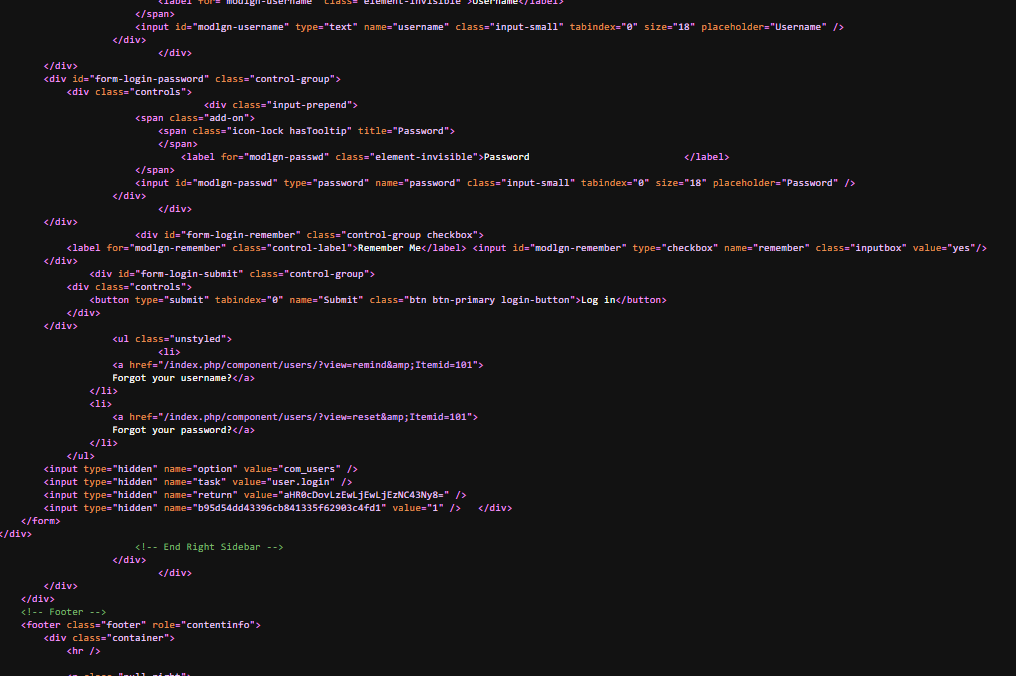 <label for="modlgn-username" class="element-invisible">Username</label>
</span>
<input id="modlgn-username" type="text" name="username" class="input-small" tabindex="0" size="18" placeholder="Username" />
</div>
</div>
</div>
<div id="form-login-password" class="control-group">
<div class="controls">
<div class="input-prepend">
<span class="add-on">
<span class="icon-lock hasTooltip" title="Password">
</span>
<label for="modlgn-passwd" class="element-invisible">Password </label>
</span>
<input id="modlgn-passwd" type="password" name="password" class="input-small" tabindex="0" size="18" placeholder="Password" />
</div>
</div>
</div>
<div id="form-login-remember" class="control-group checkbox">
<label for="modlgn-remember" class="control-label">Remember Me</label> <input id="modlgn-remember" type="checkbox" name="remember" class="inputbox" value="yes"/>
</div>
<div id="form-login-submit" class="control-group">
<div class="controls">
<button type="submit" tabindex="0" name="Submit" class="btn btn-primary login-button">Log in</button>
</div>
</div>
<ul class="unstyled">
<li>
<a href="/index.php/component/users/?view=remind&amp;Itemid=101">
Forgot your username?</a>
</li>
<li>
<a href="/index.php/component/users/?view=reset&amp;Itemid=101">
Forgot your password?</a>
</li>
</ul>
<input type="hidden" name="option" value="com_users" />
<input type="hidden" name="task" value="user.login" />
<input type="hidden" name="return" value="aHR0cDovLzEwLjEwLjEzNC43Ny8=" />
<input type="hidden" name="b95d54dd43396cb841335f62903c4fd1" value="1" /> </div>
</form>
</div>
<!-- End Right Sidebar -->
</div>
</div>
</div>
</div>
<!-- Footer -->
<footer class="footer" role="contentinfo">
<div class="container">
<hr />
<p class="pull-right">